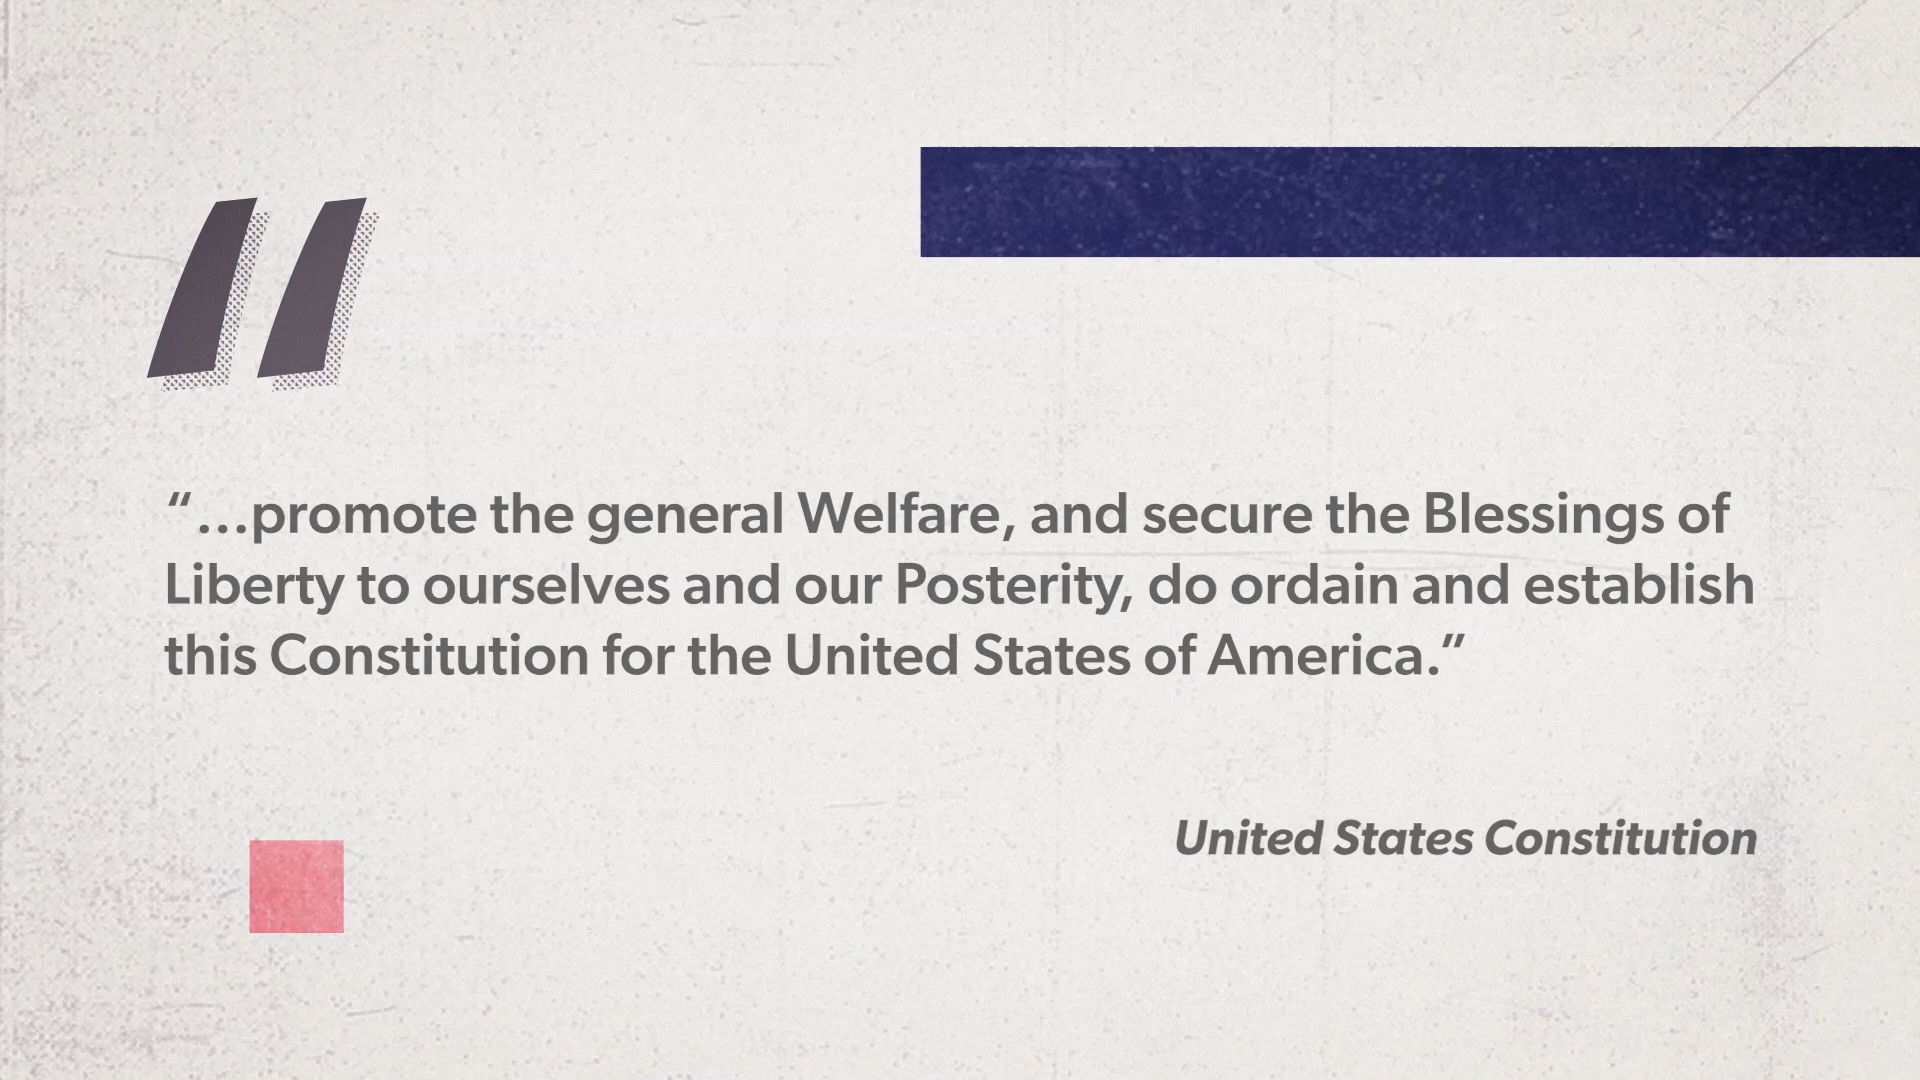 “...promote the general Welfare, and secure the Blessings of
Liberty to ourselves and our Posterity, do ordain and establish
this Constitution for the United States of America.”
United States Constitution